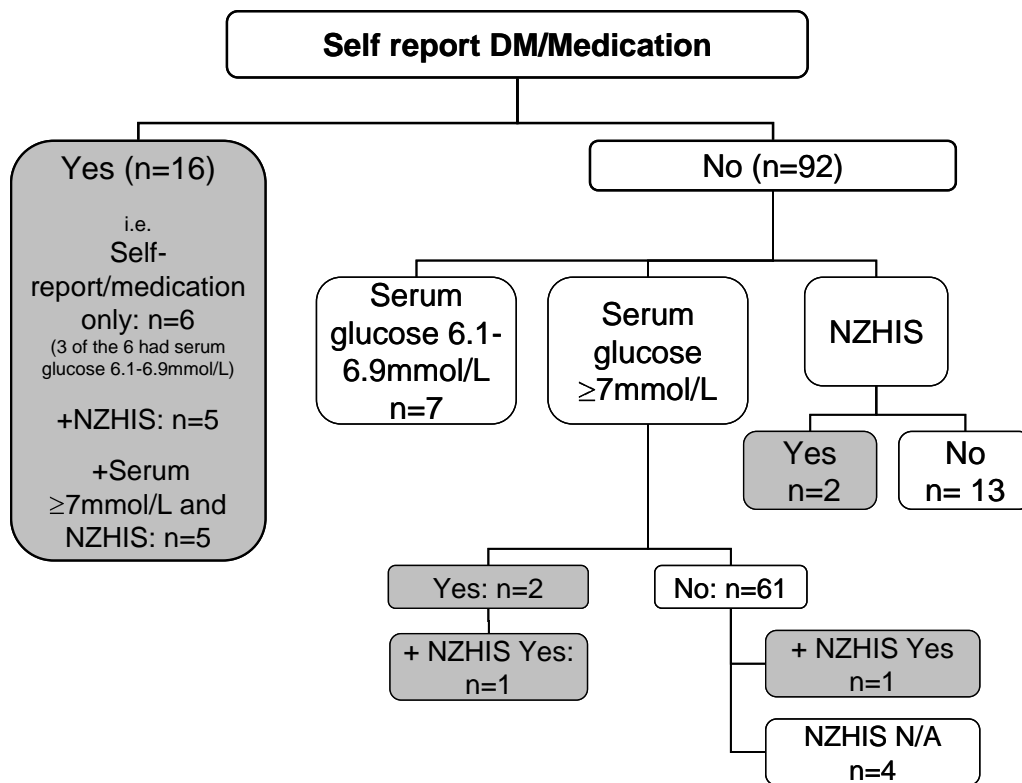 Self report DM/Medication
Yes (n=16)
i.e.
Self-
report/medication
only: n=6
(3 of the 6 had serum
glucose 6.1-6.9mmol/L)
+NZHIS: n=5
+Serum
≥7mmol/L and
NZHIS: n=5
No (n=92)
Serum
glucose 6.1-
6.9mmol/L
n=7
Serum
glucose
≥7mmol/L
NZHIS
Yes
n=2
No
n= 13
Yes: n=2
No: n=61
+ NZHIS Yes:
n=1
+ NZHIS Yes
n=1
NZHIS N/A
n=4